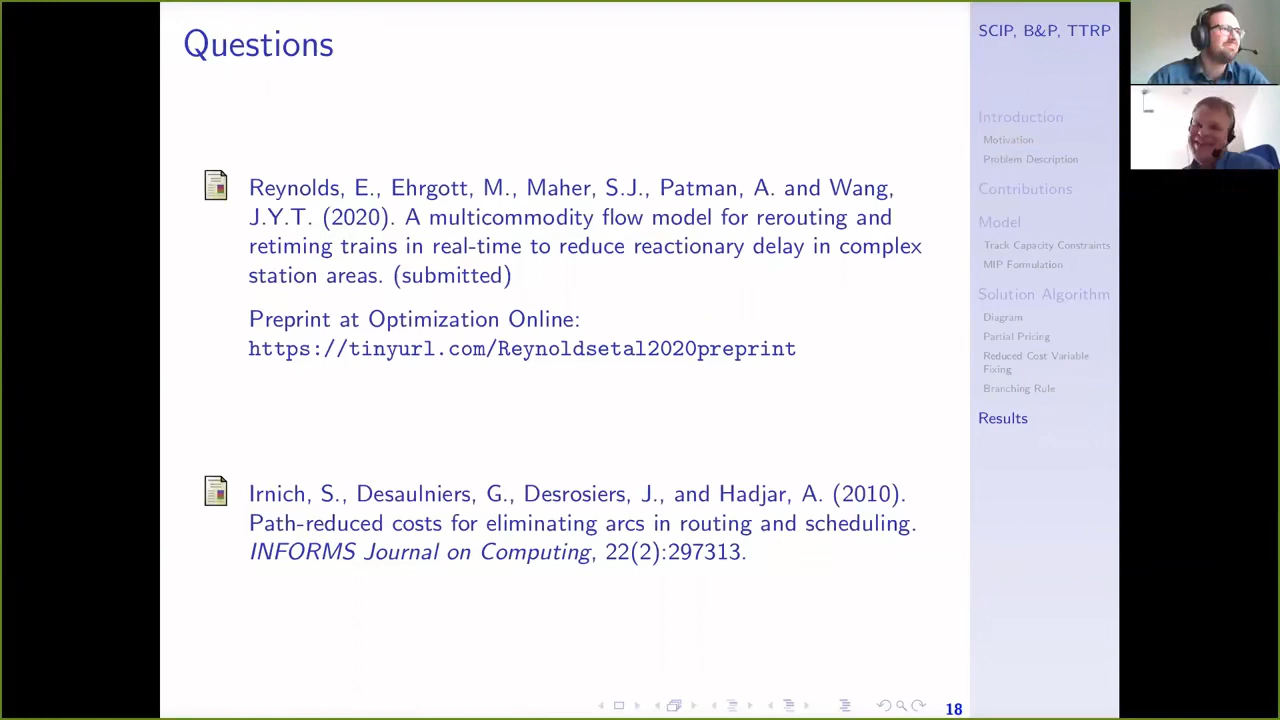 Questions
Reynolds, E., Ehrgott, M., Maher, S.J., Patman, A. and Wang,
J.Y.T. (2020). A multicommodity flow model for rerouting and
retiming trains in real-time to reduce reactionary delay in complex
station areas. (submitted)
Preprint at Optimization Online:
https://tinyurl.com/Reynoldsetal2020preprint
Irnich, S., Desaulniers, G., Desrosiers, J., and Hadjar, A. (2010).
Path-reduced costs for eliminating arcs in routing and scheduling.
INFORMS Journal on Computing, 22(2):297313.
18
SCIP, B&P, TTRP
Introduction
Motivation
Problem Description
Contributions
Model
Track Capacity Constraints
MIP Formulation
Solution Algorithm
Diagram
Partial Pricing
Reduced Cost Variable
Fixing
Branching Rule
Results